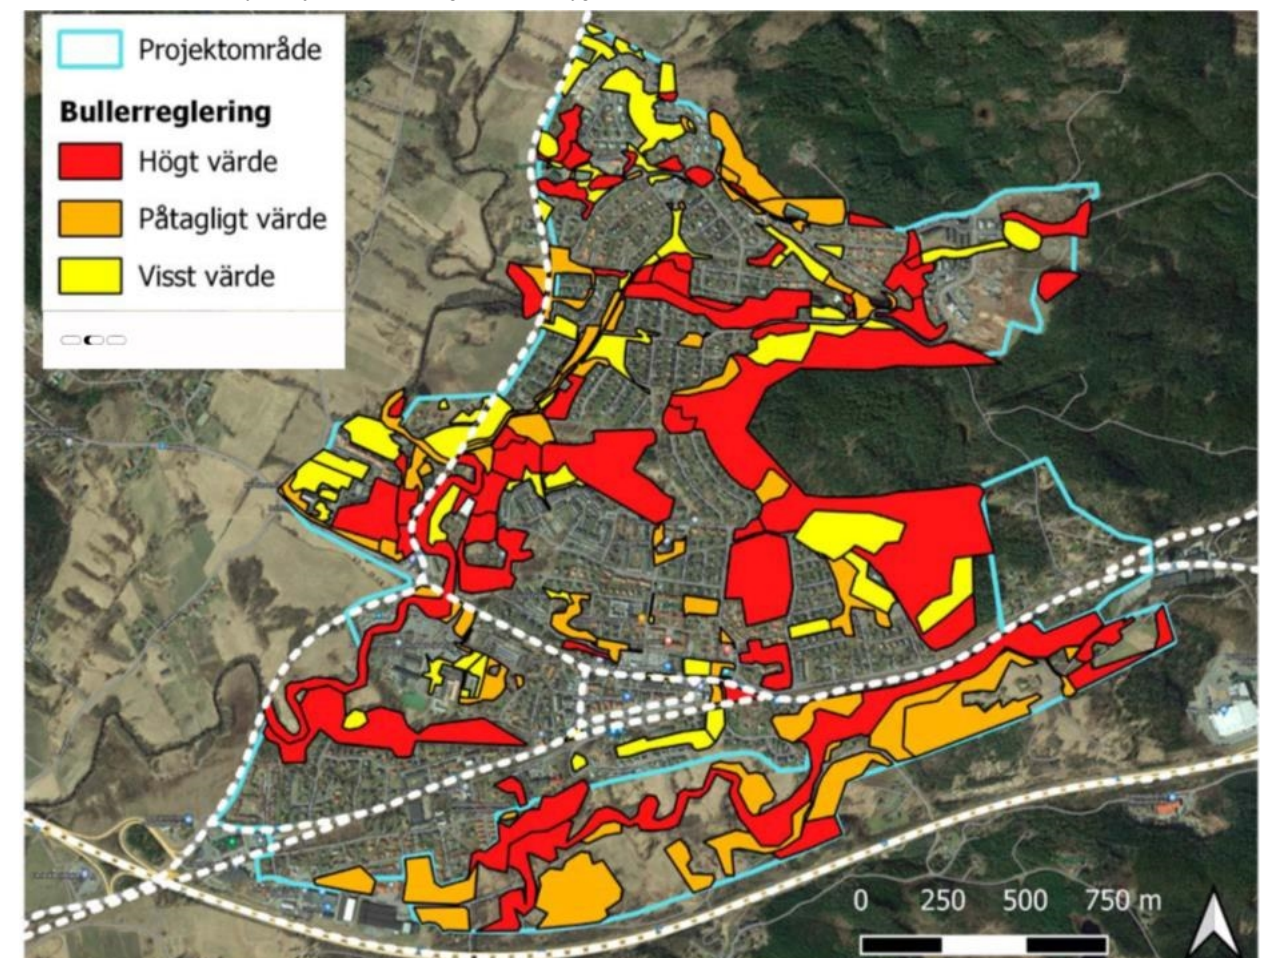 Projektområde
Bullerreglering
Högt värde
Påtagligt värde
Visst värde
0 250 500 750 m